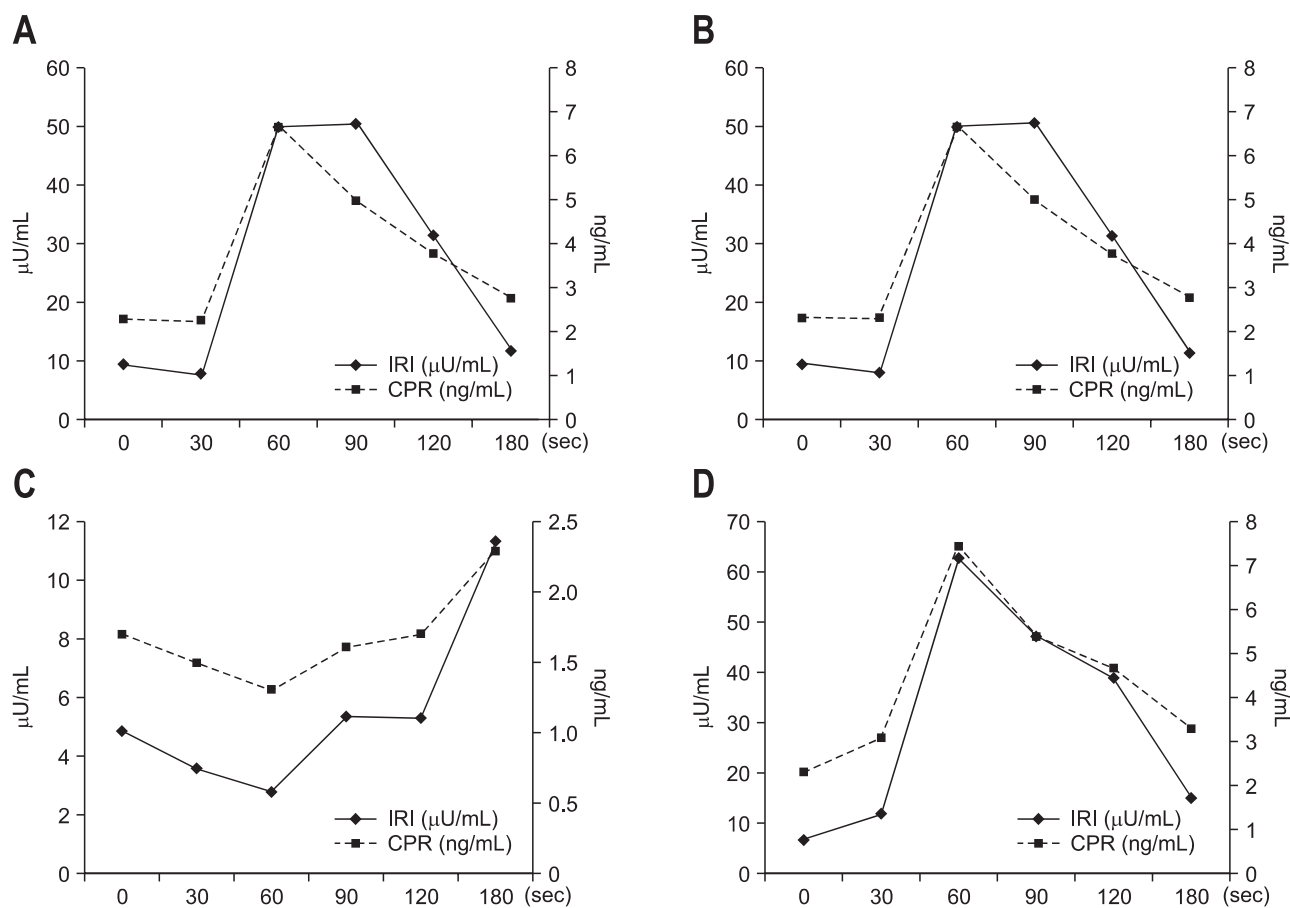 A
60
50
40
30
20
10
0
μU/mL
8
7
6
5
4
3
2
1
0
ng/mL
IRI (μU/mL)
CPR (ng/mL)
0 30 60 90 120 180 (sec)
B
60
50
40
30
20
10
0
μU/mL
8
7
6
5
4
3
2
1
0
ng/mL
IRI (μU/mL)
CPR (ng/mL)
0 30 60 90 120 180 (sec)
C
12
10
8
6
4
2
0
μU/mL
2.5
2.0
1.5
1.0
0.5
0
ng/mL
IRI (μU/mL)
CPR (ng/mL)
0 30 60 90 120 180 (sec)
D
70
60
50
40
30
20
10
0
μU/mL
8
7
6
5
4
3
2
1
0
ng/mL
IRI (μU/mL)
CPR (ng/mL)
0 30 60 90 120 180 (sec)